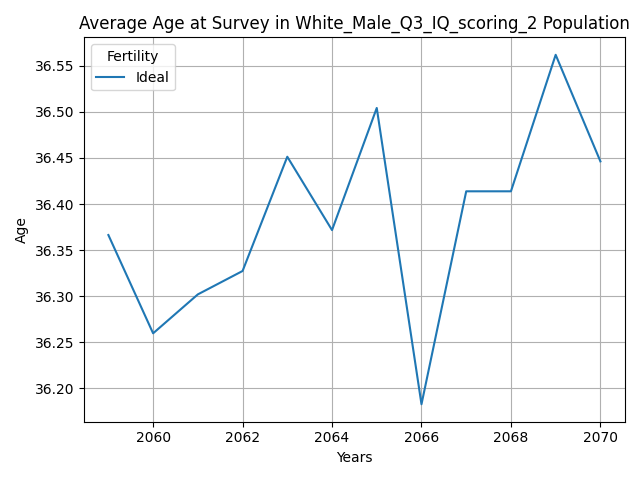 Average Age at Survey in White_Male_Q3_IQ_scoring_2 Population
Fertility
Ideal
36.55
36.50
36.45
36.40
36.35
36.30
36.25
36.20
Age
2060 2062 2064 2066 2068 2070
Years